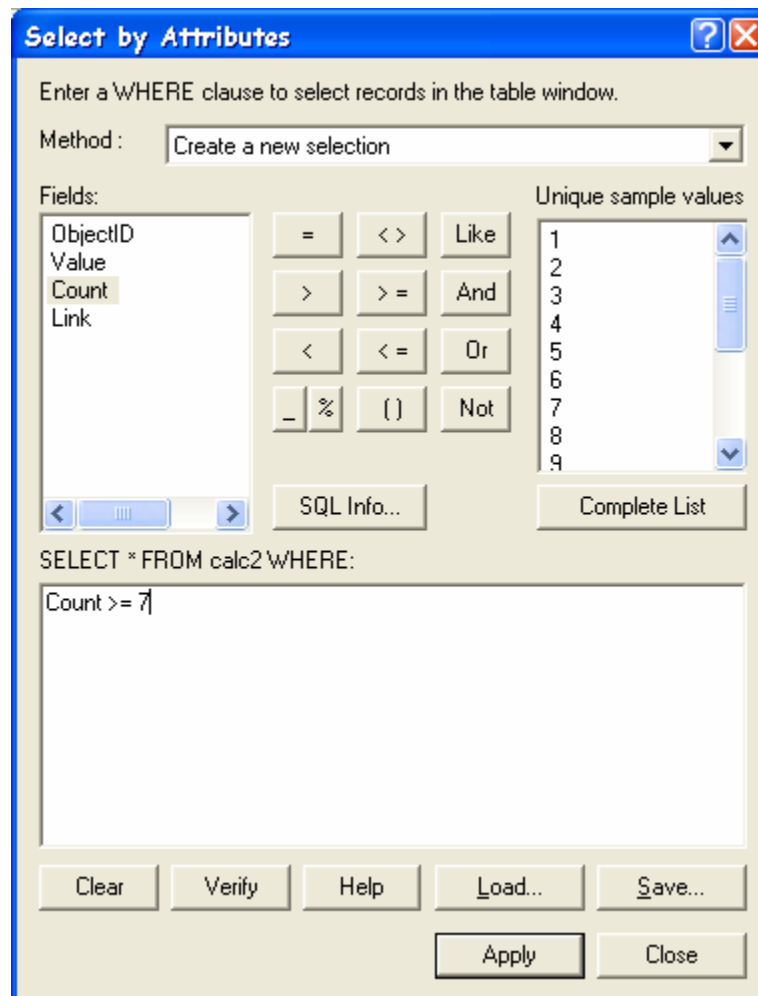 Select by Attributes
Enter a WHERE clause to select records in the table window.
Method : Create a new selection
Fields:
ObjectID
Value
Count
Link
= < > Like
> > = And
< < = Or
_ % ( ) Not
SQL Info...
Unique sample values
1
2
3
4
5
6
7
8
9
Complete List
SELECT * FROM calc2 WHERE:
Count >= 7
Clear Verify Help Load... Save...
Apply Close